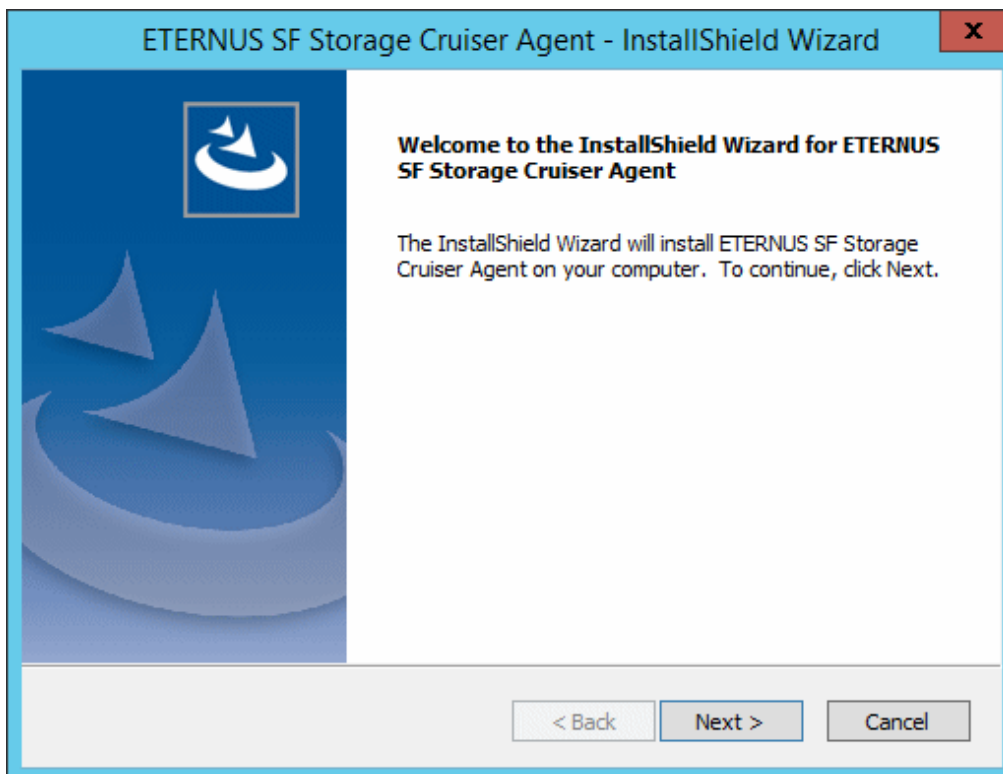 ETERNUS SF Storage Cruiser Agent - InstallShield Wizard
x
Welcome to the InstallShield Wizard for ETERNUS
SF Storage Cruiser Agent
The InstallShield Wizard will install ETERNUS SF Storage
Cruiser Agent on your computer. To continue, click Next.
< Back Next > Cancel